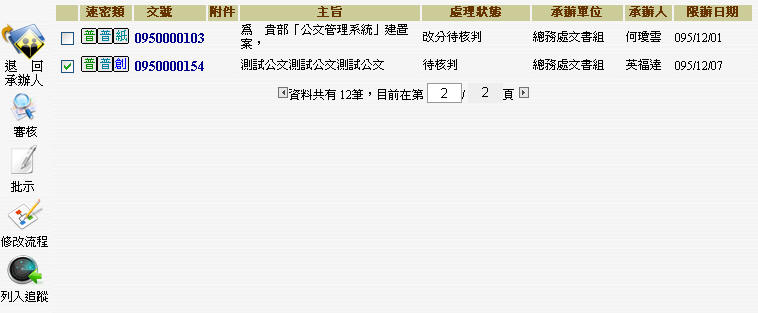 速密類 文號 附件 主旨 處理狀態 承辦單位 承辦人 限辦日期
普 普 紙 0950000103 為　貴部「公文管理系統」建置案， 改分待核判 總務處文書組 何瓊雲 095/12/01
普 普 創 0950000154 測試公文測試公文測試公文 待核判 總務處文書組 英福達 095/12/07
資料共有 12筆，目前在第 2 / 2 頁
退　回
承辦人
審核
批示
修改流程
列入追蹤